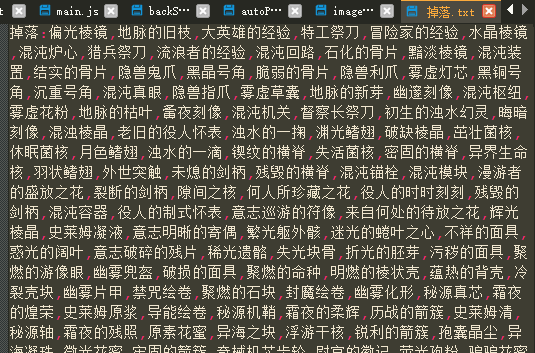 main.js backS… autoP… image… 掉落.txt
掉落:偏光棱镜,地脉的旧枝,大英雄的经验,特工祭刀,冒险家的经验,水晶棱
镜,混沌炉心,猎兵祭刀,流浪者的经验,混沌回路,石化的骨片,黯淡棱镜,混沌装
置,结实的骨片,隐兽鬼爪,黑晶号角,脆弱的骨片,隐兽利爪,雾虚灯芯,黑铜号
角,沉重号角,混沌真眼,隐兽指爪,雾虚草囊,地脉的新芽,幽邃刻像,混沌枢纽,
雾虚花粉,地脉的枯叶,夤夜刻像,混沌机关,督察长祭刀,初生的浊水幻灵,晦暗
刻像,混浊棱晶,老旧的役人怀表,浊水的一掬,渊光鳍翅,破缺棱晶,茁壮菌核,
休眠菌核,月色鳍翅,浊水的一滴,锲纹的横脊,失活菌核,密固的横脊,异界生命
核,羽状鳍翅,外世突触,未熄的剑柄,残毁的横脊,混沌锚栓,混沌模块,漫游者
的盛放之花,裂断的剑柄,隙间之核,何人所珍藏之花,役人的时时刻刻,残毁的
剑柄,混沌容器,役人的制式怀表,意志巡游的符像,来自何处的待放之花,辉光
棱晶,史莱姆凝液,意志明晰的寄偶,繁光躯外骸,迷光的蜷叶之心,不祥的面具,
惑光的阔叶,意志破碎的残片,稀光遗骼,失光块骨,折光的胚芽,污秽的面具,聚
燃的游像眼,幽雾兜盔,破损的面具,聚燃的命种,明燃的棱状壳,蕴热的背壳,冷
裂壳块,幽雾片甲,禁咒绘卷,聚燃的石块,封魔绘卷,幽雾化形,秘源真芯,霜夜
的煌荣,史莱姆原浆,导能绘卷,秘源机鞘,霜夜的柔辉,历战的箭簇,史莱姆清,
秘源轴,霜夜的残照,原素花蜜,异海之块,浮游干核,锐利的箭簇,孢囊晶尘,异